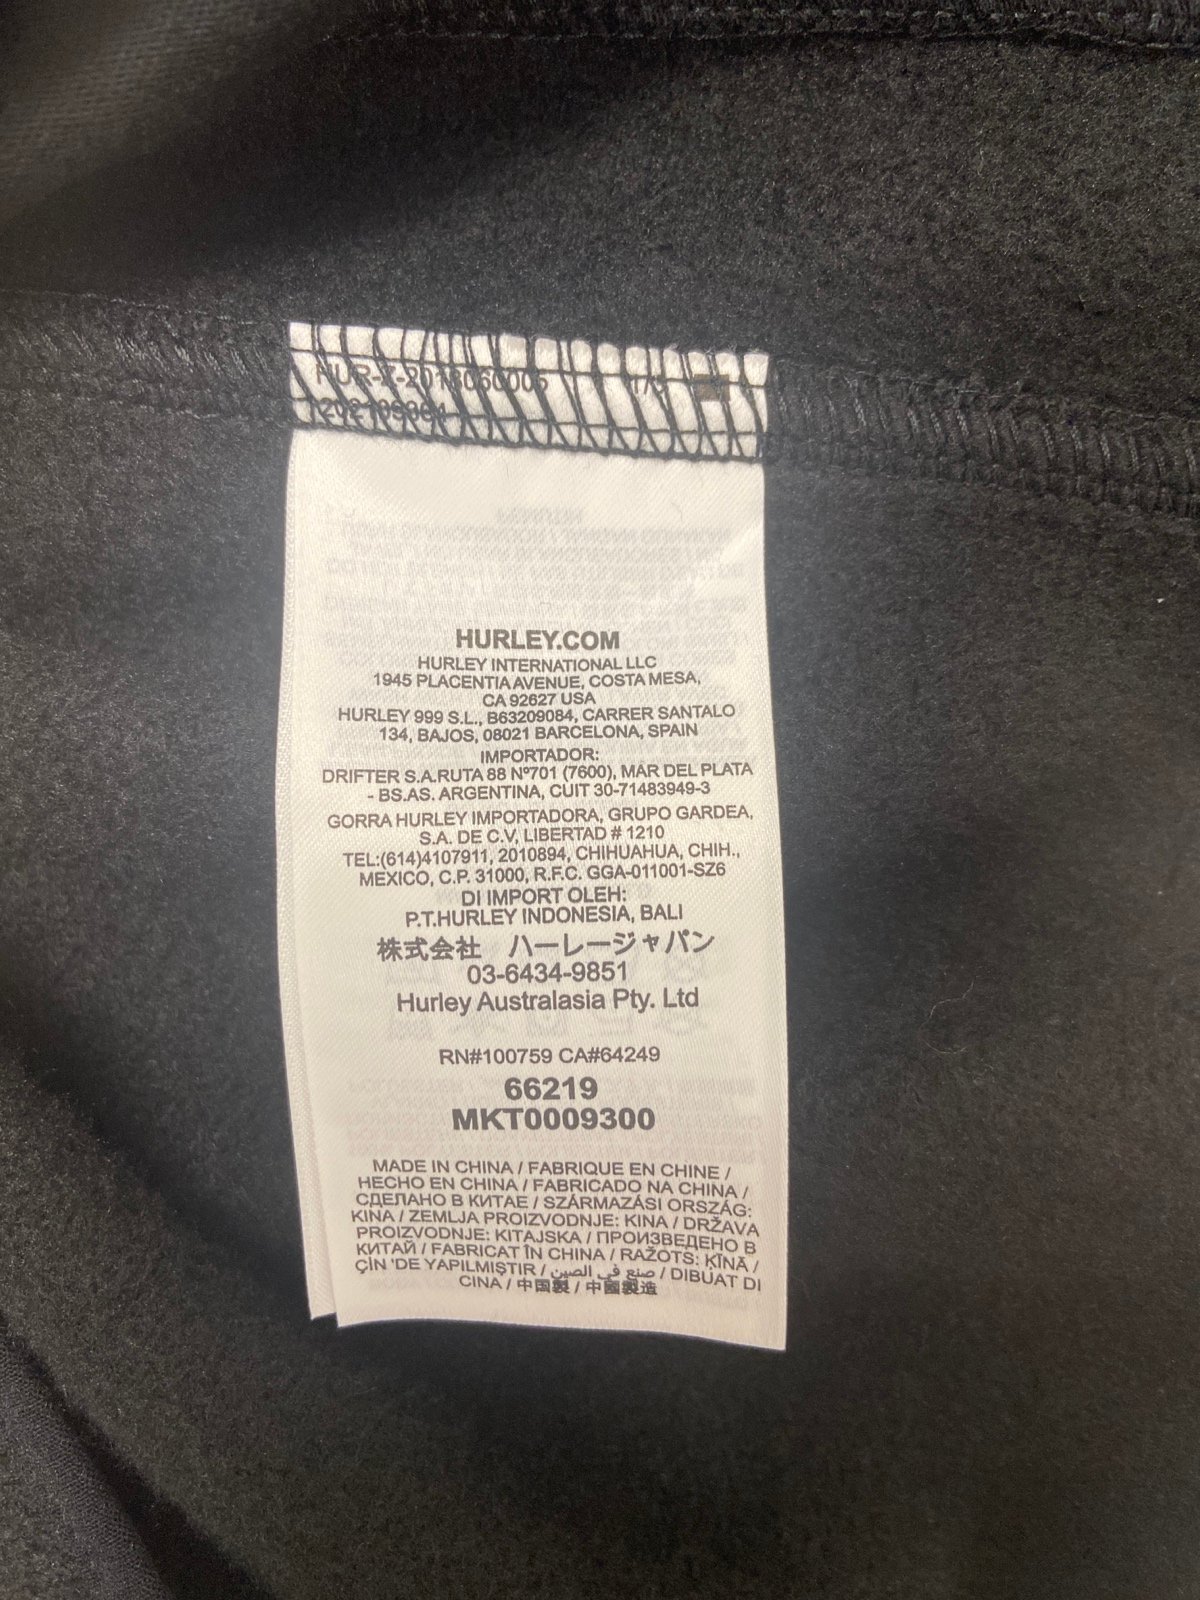 HUR-Z-2018060005
HURLEY.COM
HURLEY INTERNATIONAL LLC
1945 PLACENTIA AVENUE, COSTA MESA,
CA 92627 USA
HURLEY 999 S.L., B63209084, CARRER SANTALO
134, BAJOS, 08021 BARCELONA, SPAIN
IMPORTADOR:
DRIFTER S.A.RUTA 88 Nº701 (7600), MAR DEL PLATA
- BS.AS. ARGENTINA, CUIT 30-71483949-3
GORRA HURLEY IMPORTADORA, GRUPO GARDEA,
S.A. DE C.V, LIBERTAD # 1210
TEL:(614)4107911, 2010894, CHIHUAHUA, CHIH.,
MEXICO, C.P. 31000, R.F.C. GGA-011001-SZ6
DI IMPORT OLEH:
P.T.HURLEY INDONESIA, BALI
株式会社 ハーレージャパン
03-6434-9851
Hurley Australasia Pty. Ltd
RN#100759 CA#64249
66219
MKT0009300
MADE IN CHINA / FABRIQUE EN CHINE /
HECHO EN CHINA / FABRICADO NA CHINA /
СДЕЛАНО В КИТАЕ / SZÁRMAZÁSI ORSZÁG:
KINA / ZEMLJA PROIZVODNJE: KINA / DRŽAVA
PROIZVODNJE: KITAJSKA / ПРОИЗВЕДЕНО В
КИТАЙ / FABRICAT ÎN CHINA / RAŽOTS: ĶĪNĀ /
ÇİN 'DE YAPILMIŞTIR / صنع في الصين / DIBUAT DI
CINA / 中国製 / 中國製造